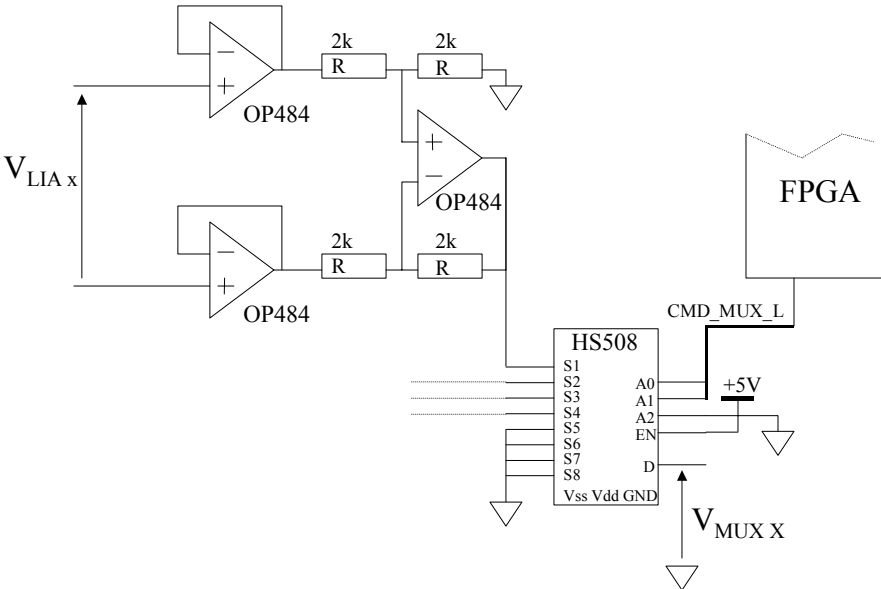 2k
R
2k
R
−
+
OP484
V LIA x
+
−
OP484
2k
R
2k
R
−
+
OP484
FPGA
CMD_MUX_L
HS508
S1
S2
S3
S4
S5
S6
S7
S8
A0
A1
A2
EN
D
+5V
Vss Vdd GND
V MUX X